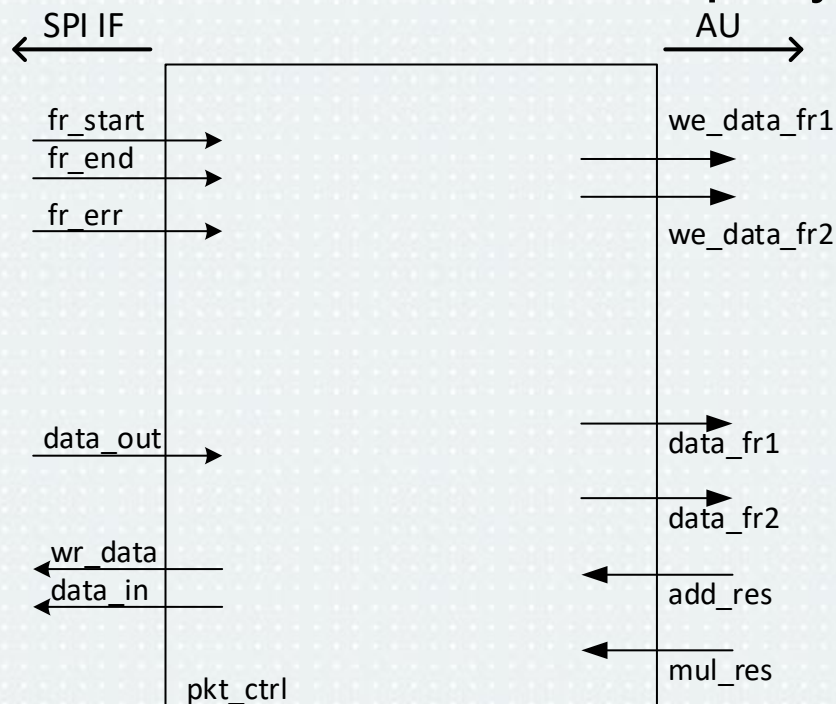 SPI IF
AU
fr_start
we_data_fr1
fr_end
fr_err
we_data_fr2
data_out
data_fr1
data_fr2
wr_data
data_in
add_res
mul_res
pkt_ctrl